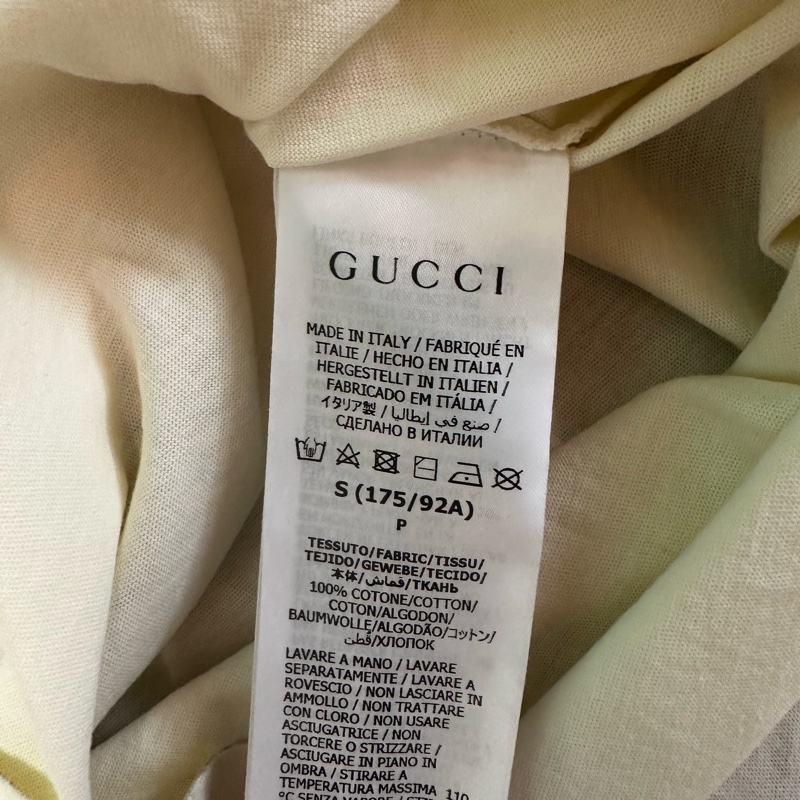 GUCCI
MADE IN ITALY / FABRIQUÉ EN
ITALIE / HECHO EN ITALIA /
HERGESTELLT IN ITALIEN /
FABRICADO EM ITÁLIA /
イタリア製 / صنع في إيطاليا /
СДЕЛАНО В ИТАЛИИ
S (175/92A)
P
TESSUTO/FABRIC/TISSU/
TEJIDO/GEWEBE/TECIDO/
本体/قماش/ТКАНЬ
100% COTONE/COTTON/
COTON/ALGODON/
BAUMWOLLE/ALGODÃO/コットン/
قطن/ХЛОПОК
LAVARE A MANO / LAVARE
SEPARATAMENTE / LAVARE A
ROVESCIO / NON LASCIARE IN
AMMOLLO / NON TRATTARE
CON CLORO / NON USARE
ASCIUGATRICE / NON
TORCERE O STRIZZARE /
ASCIUGARE IN PIANO IN
OMBRA / STIRARE A
TEMPERATURA MASSIMA 110
°C SENZA VAPORE /